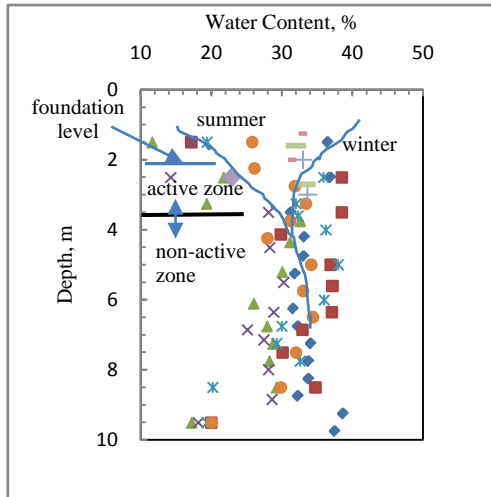 Water Content, %
10 20 30 40 50
0
2
4
6
8
10
Depth, m
foundation
level
summer
winter
active zone
non-active
zone